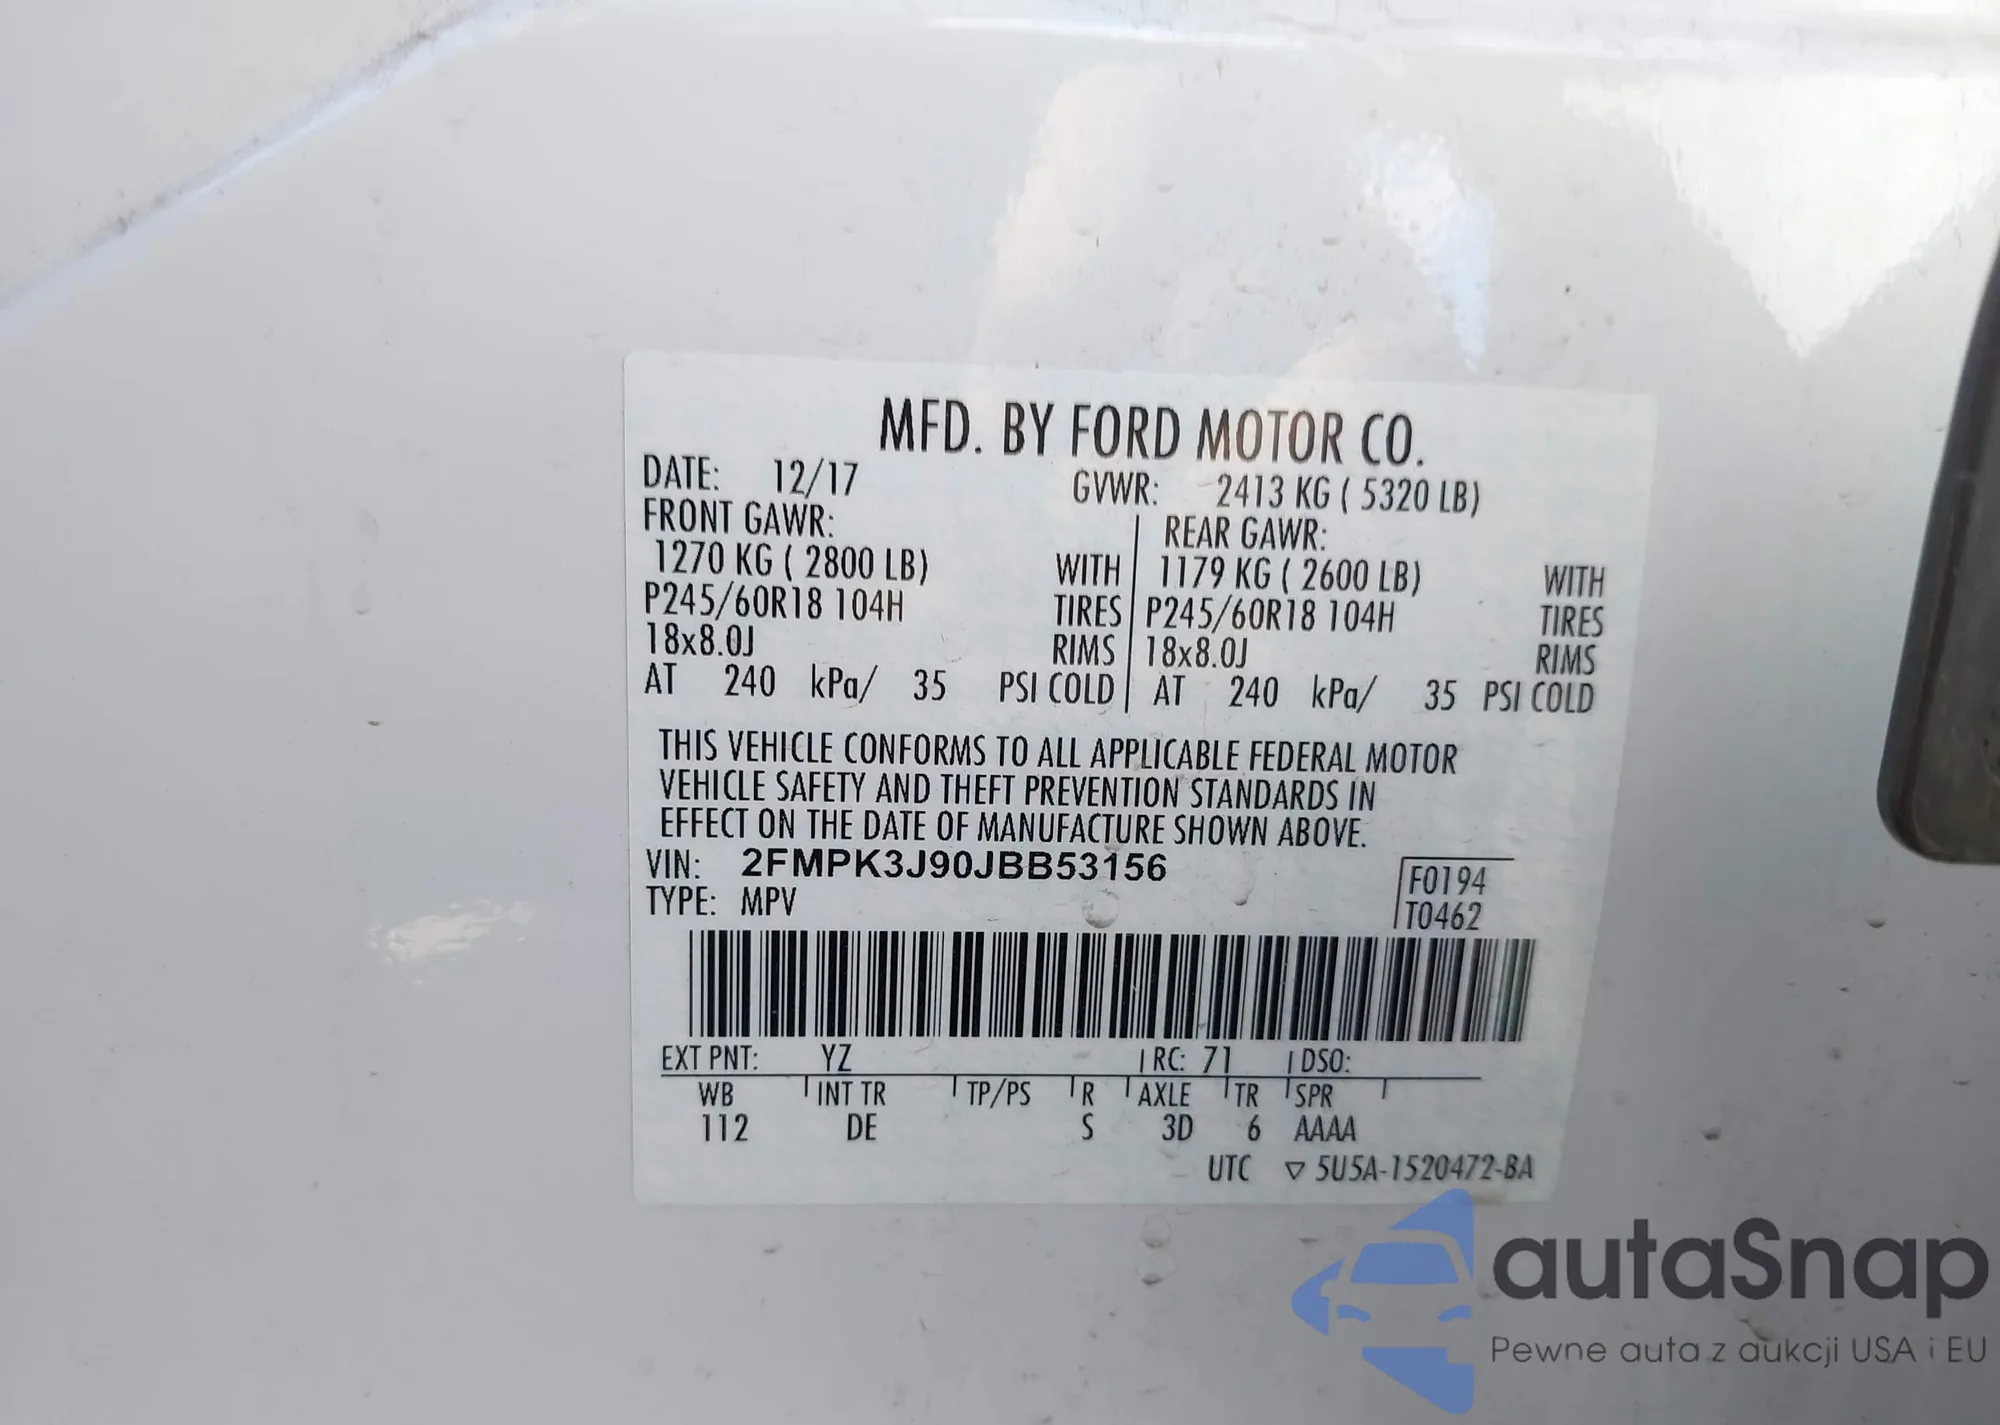 MFD. BY FORD MOTOR CO.
DATE: 12/17 GVWR: 2413 KG ( 5320 LB)
FRONT GAWR: REAR GAWR:
1270 KG ( 2800 LB) WITH 1179 KG ( 2600 LB) WITH
P245/60R18 104H TIRES P245/60R18 104H TIRES
18x8.0J RIMS 18x8.0J RIMS
AT 240 kPa/ 35 PSI COLD AT 240 kPa/ 35 PSI COLD
THIS VEHICLE CONFORMS TO ALL APPLICABLE FEDERAL MOTOR
VEHICLE SAFETY AND THEFT PREVENTION STANDARDS IN
EFFECT ON THE DATE OF MANUFACTURE SHOWN ABOVE.
VIN: 2FMPK3J90JBB53156
TYPE: MPV
F0194
T0462
EXT PNT: YZ RC: 71 DSO:
WB INT TR TP/PS R AXLE TR SPR
112 DE S 3D 6 AAAA
UTC ▽ 5U5A-1520472-BA
autaSnap
Pewne auta z aukcji USA i EU